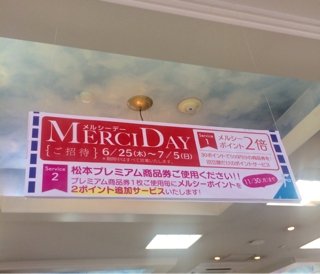 メルシーデー
MERCIDAY
{ご招待} 6/25(木)〜7/5(日)
Service 1
メルシー
ポイント2倍
Service 2
松本プレミアム商品券ご使用ください!!
プレミアム商品券1枚ご使用毎にメルシーポイントを
2ポイント追加サービスいたします!